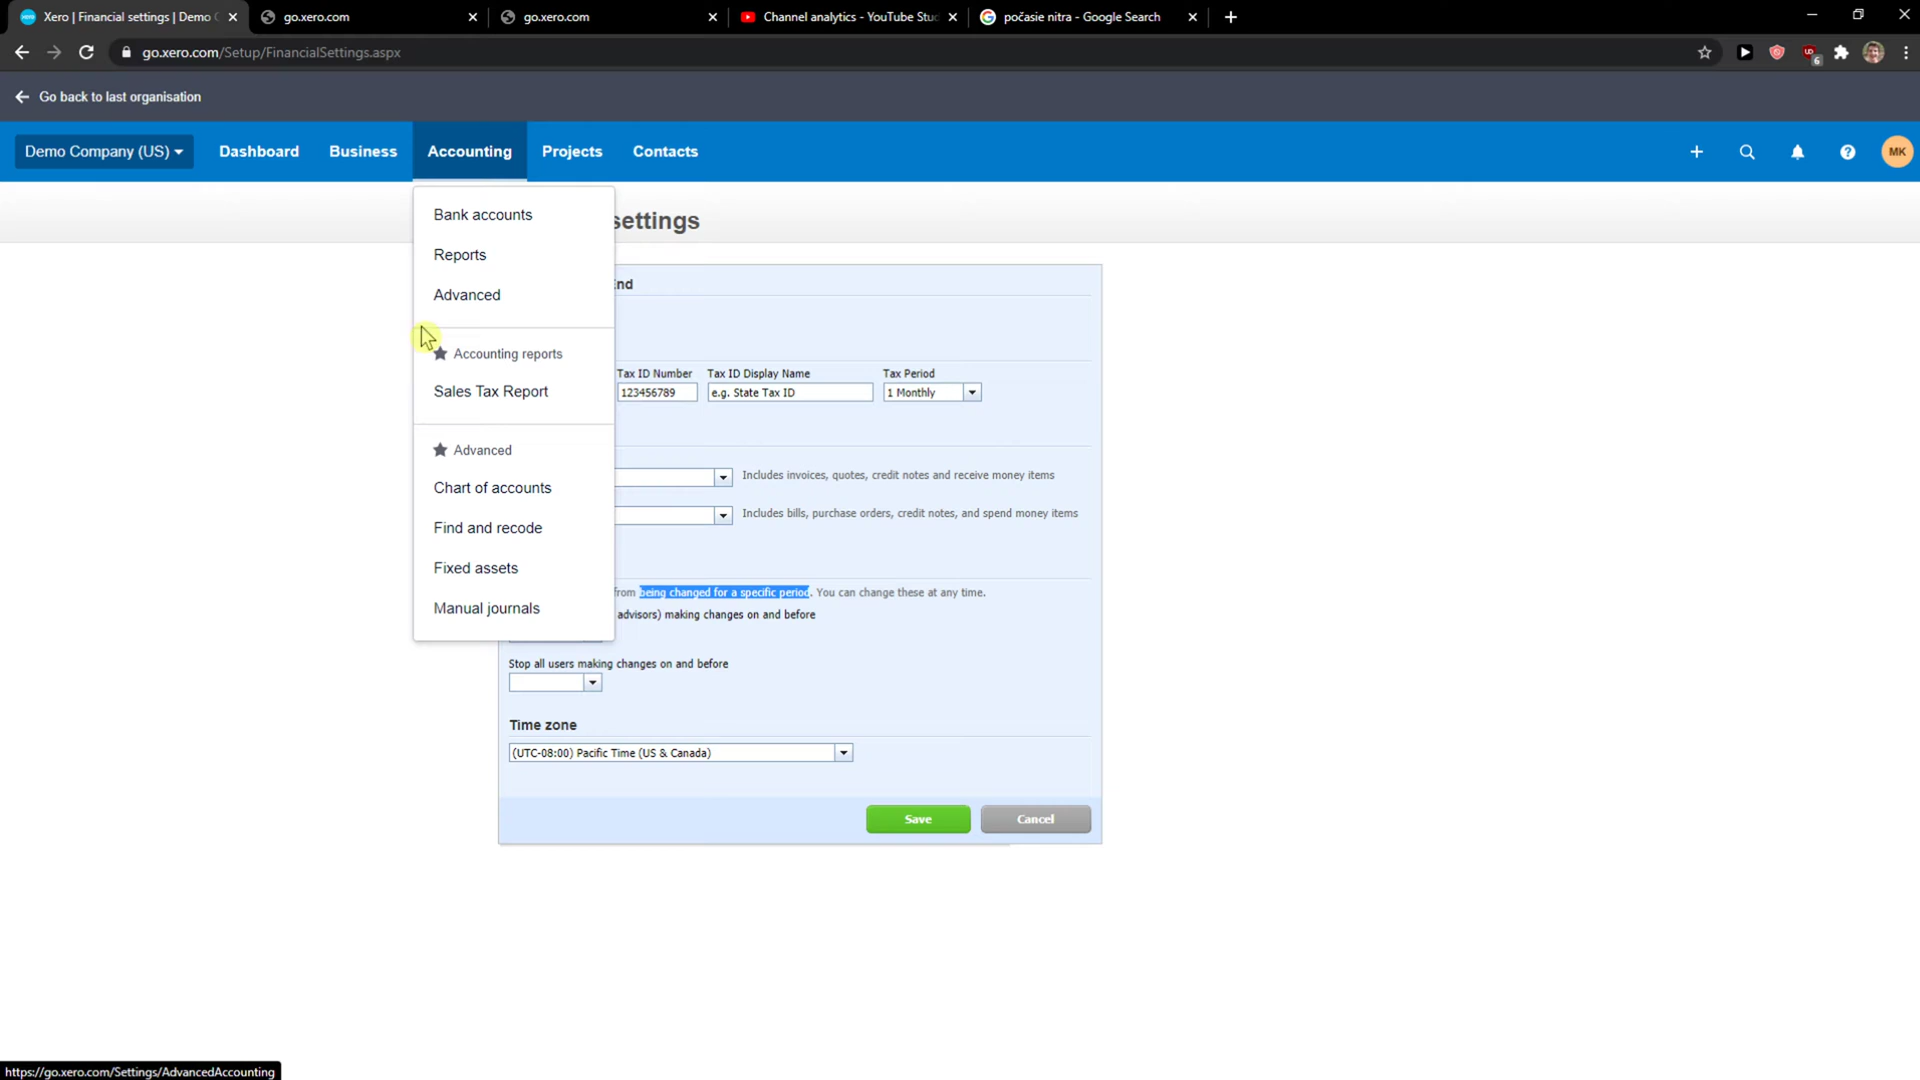 Xero | Financial settings | Demo
go.xero.com
go.xero.com
Channel analytics - YouTube Stu
počasie nitra - Google Search
go.xero.com/Setup/FinancialSettings.aspx
6
Go back to last organisation
Demo Company (US)
Dashboard
Business
Accounting
Projects
Contacts
MK
Bank accounts
Reports
Advanced
Accounting reports
Sales Tax Report
Advanced
Chart of accounts
Find and recode
Fixed assets
Manual journals
settings
End
Tax ID Number
Tax ID Display Name
Tax Period
123456789
e.g. State Tax ID
1 Monthly
Includes invoices, quotes, credit notes and receive money items
Includes bills, purchase orders, credit notes, and spend money items
from being changed for a specific period. You can change these at any time.
advisors) making changes on and before
Stop all users making changes on and before
Time zone
(UTC-08:00) Pacific Time (US & Canada)
Save
Cancel
https://go.xero.com/Settings/AdvancedAccounting